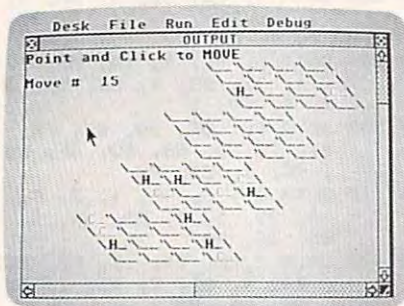 Desk File Run Edit Debug
OUTPUT
Point and Click to MOVE
Move # 15
H
H H
H
C H
C
H H